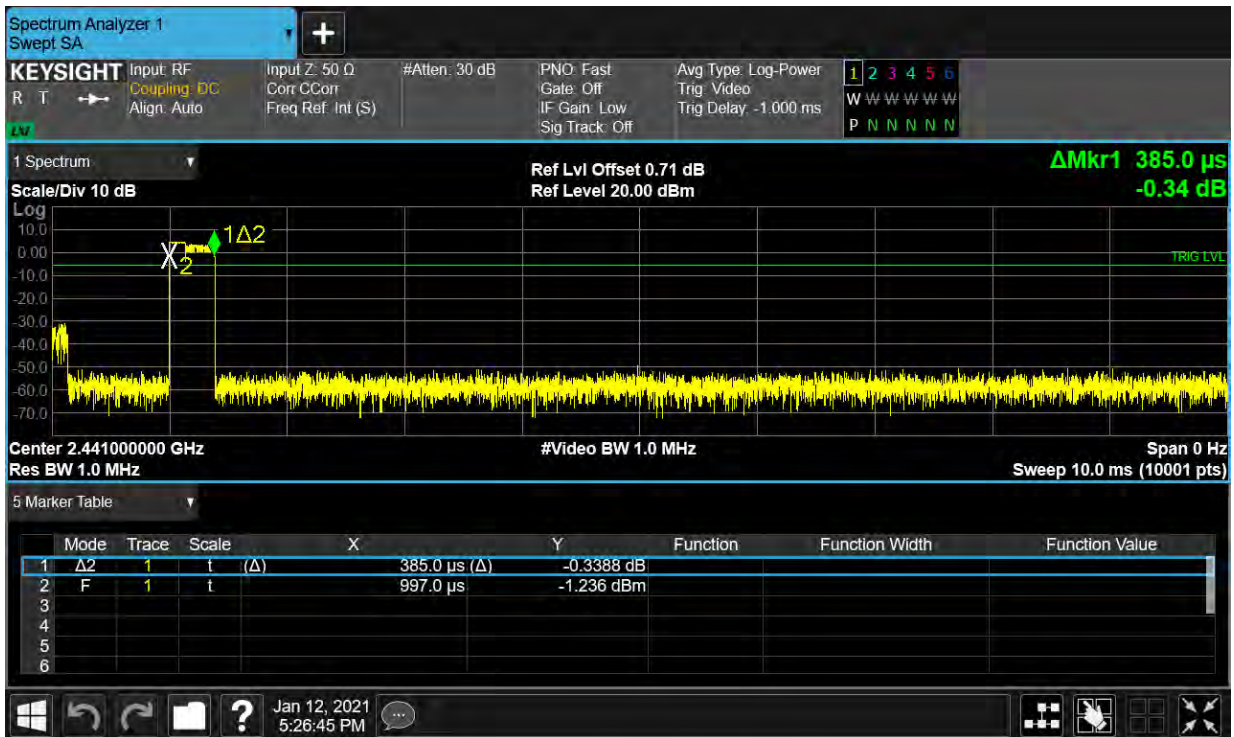 Spectrum Analyzer 1
Swept SA
KEYSIGHT Input: RF Input Z: 50 Ω #Atten: 30 dB PNO: Fast Avg Type: Log-Power 1 2 3 4 5 6
R T Coupling: DC Corr CCorr Gate: Off Trig: Video W W W W W W
Align: Auto Freq Ref: Int (S) IF Gain: Low Trig Delay: -1.000 ms
LXI Sig Track: Off P N N N N N
1 Spectrum Ref Lvl Offset 0.71 dB ΔMkr1 385.0 µs
Scale/Div 10 dB Ref Level 20.00 dBm -0.34 dB
Log
10.0 1Δ2
0.00 2 TRIG LVL
-10.0
-20.0
-30.0
-40.0
-50.0
-60.0
-70.0
Center 2.441000000 GHz #Video BW 1.0 MHz Span 0 Hz
Res BW 1.0 MHz Sweep 10.0 ms (10001 pts)
5 Marker Table
Mode Trace Scale X Y Function Function Width Function Value
1 Δ2 1 t (Δ) 385.0 µs (Δ) -0.3388 dB
2 F 1 t 997.0 µs -1.236 dBm
3
4
5
6
? Jan 12, 2021
5:26:45 PM